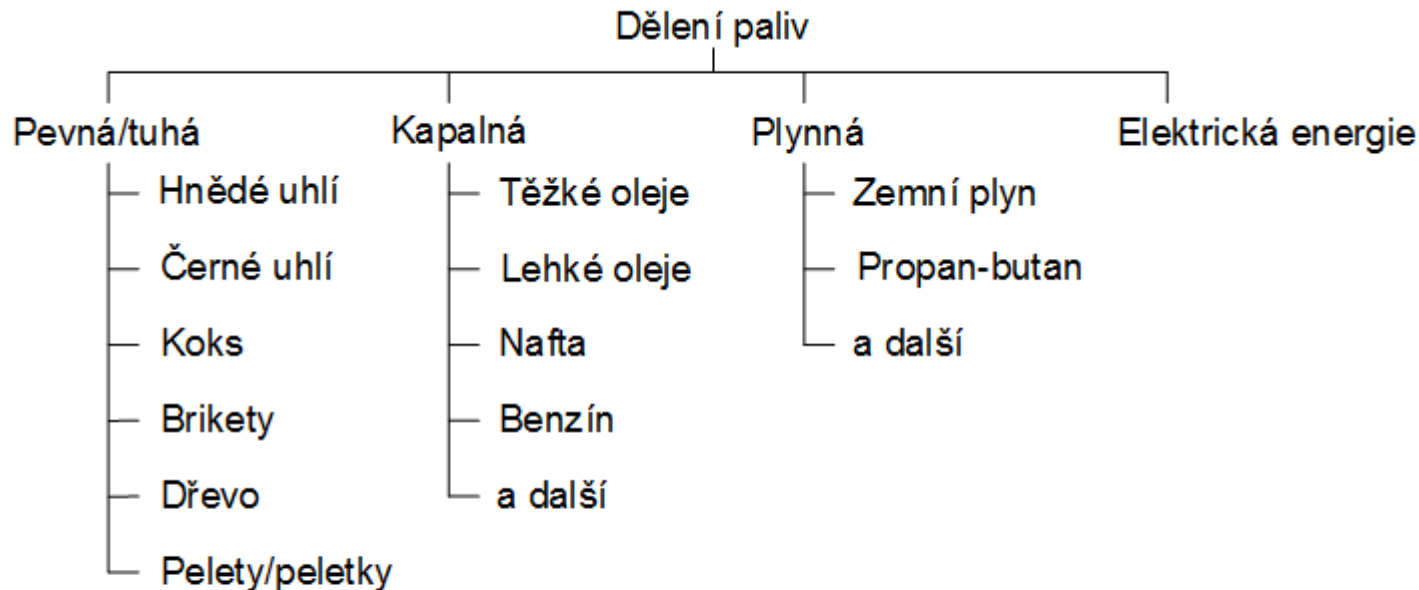 Dělení paliv
Pevná/tuhá
Hnědé uhlí
Černé uhlí
Koks
Brikety
Dřevo
Pelety/peletky
Kapalná
Těžké oleje
Lehké oleje
Nafta
Benzín
a další
Plynná
Zemní plyn
Propan-butan
a další
Elektrická energie